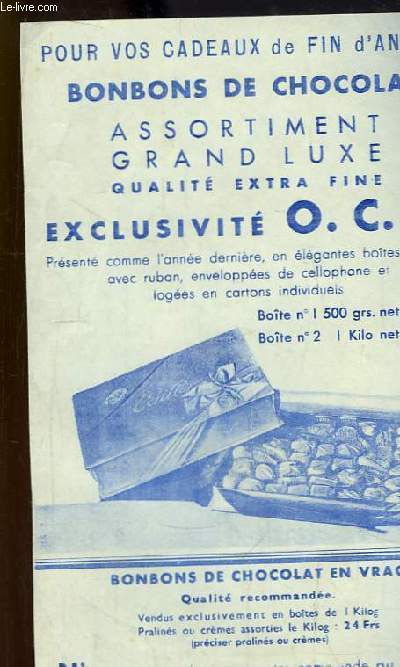 Le-livre.com
POUR VOS CADEAUX de FIN d'AN
BONBONS DE CHOCOLA
ASSORTIMENT
GRAND LUXE
QUALITÉ EXTRA FINE
EXCLUSIVITÉ O. C.
Présenté comme l'année dernière, en élégantes boîtes
avec ruban, enveloppées de cellophane et
logées en cartons individuels
Boîte n° 1 500 grs. net
Boîte n° 2 1 Kilo net
BONBONS DE CHOCOLAT EN VRAC
Qualité recommandée.
Vendus exclusivement en boîtes de 1 Kilog
Pralinés ou crèmes assorties le Kilog : 24 Frs
(préciser pralinés ou crèmes)